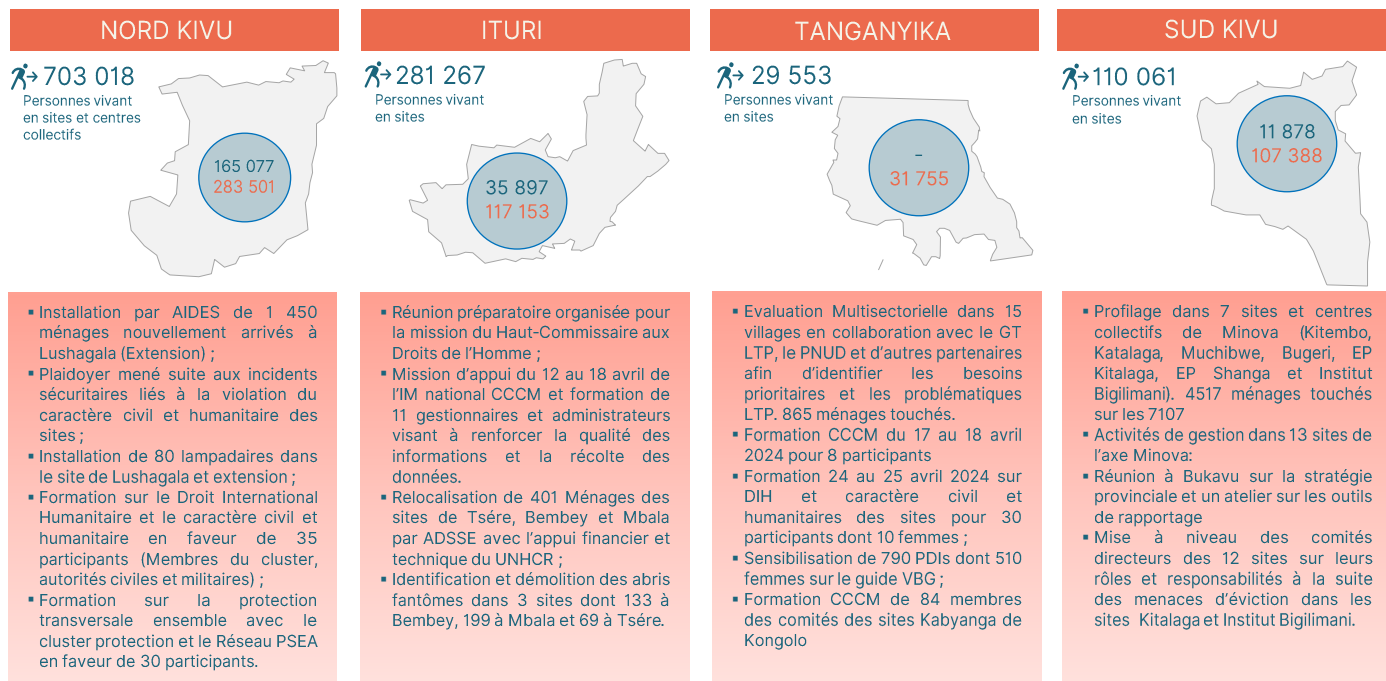 NORD KIVU
703 018
Personnes vivant
en sites et centres
collectifs
165 077
283 501
▪ Installation par AIDES de 1 450
ménages nouvellement arrivés à
Lushagala (Extension) ;
▪ Plaidoyer mené suite aux incidents
sécuritaires liés à la violation du
caractère civil et humanitaire des
sites ;
▪ Installation de 80 lampadaires dans
le site de Lushagala et extension ;
▪ Formation sur le Droit International
Humanitaire et le caractère civil et
humanitaire en faveur de 35
participants (Membres du cluster,
autorités civiles et militaires) ;
▪ Formation sur la protection
transversale ensemble avec le
cluster protection et le Réseau PSEA
en faveur de 30 participants.
ITURI
281 267
Personnes vivant
en sites
35 897
117 153
▪ Réunion préparatoire organisée pour
la mission du Haut-Commissaire aux
Droits de l'Homme ;
▪ Mission d'appui du 12 au 18 avril de
l'IM national CCCM et formation de
11 gestionnaires et administrateurs
visant à renforcer la qualité des
informations et la récolte des
données.
▪ Relocalisation de 401 Ménages des
sites de Tséré, Bembey et Mbala
par ADSSE avec l'appui financier et
technique du UNHCR ;
▪ Identification et démolition des abris
fantômes dans 3 sites dont 133 à
Bembey, 199 à Mbala et 69 à Tsére.
TANGANYIKA
29 553
Personnes vivant
en sites
-
31 755
▪ Evaluation Multisectorielle dans 15
villages en collaboration avec le GT
LTP, le PNUD et d'autres partenaires
afin d'identifier les besoins
prioritaires et les problématiques
LTP. 865 ménages touchés.
▪ Formation CCCM du 17 au 18 avril
2024 pour 8 participants
▪ Formation 24 au 25 avril 2024 sur
DIH et caractère civil et
humanitaires des sites pour 30
participants dont 10 femmes ;
▪ Sensibilisation de 790 PDIs dont 510
femmes sur le guide VBG ;
▪ Formation CCCM de 84 membres
des comités des sites Kabyanga de
Kongolo
SUD KIVU
110 061
Personnes vivant
en sites
11 878
107 388
▪ Profilage dans 7 sites et centres
collectifs de Minova (Kitembo,
Katalaga, Muchibwe, Bugeri, EP
Kitalaga, EP Shanga et Institut
Bigilimani). 4517 ménages touchés
sur les 7107
▪ Activités de gestion dans 13 sites de
l'axe Minova:
▪ Réunion à Bukavu sur la stratégie
provinciale et un atelier sur les outils
de rapportage
▪ Mise à niveau des comités
directeurs des 12 sites sur leurs
rôles et responsabilités à la suite
des menaces d'éviction dans les
sites Kitalaga et Institut Bigilimani.